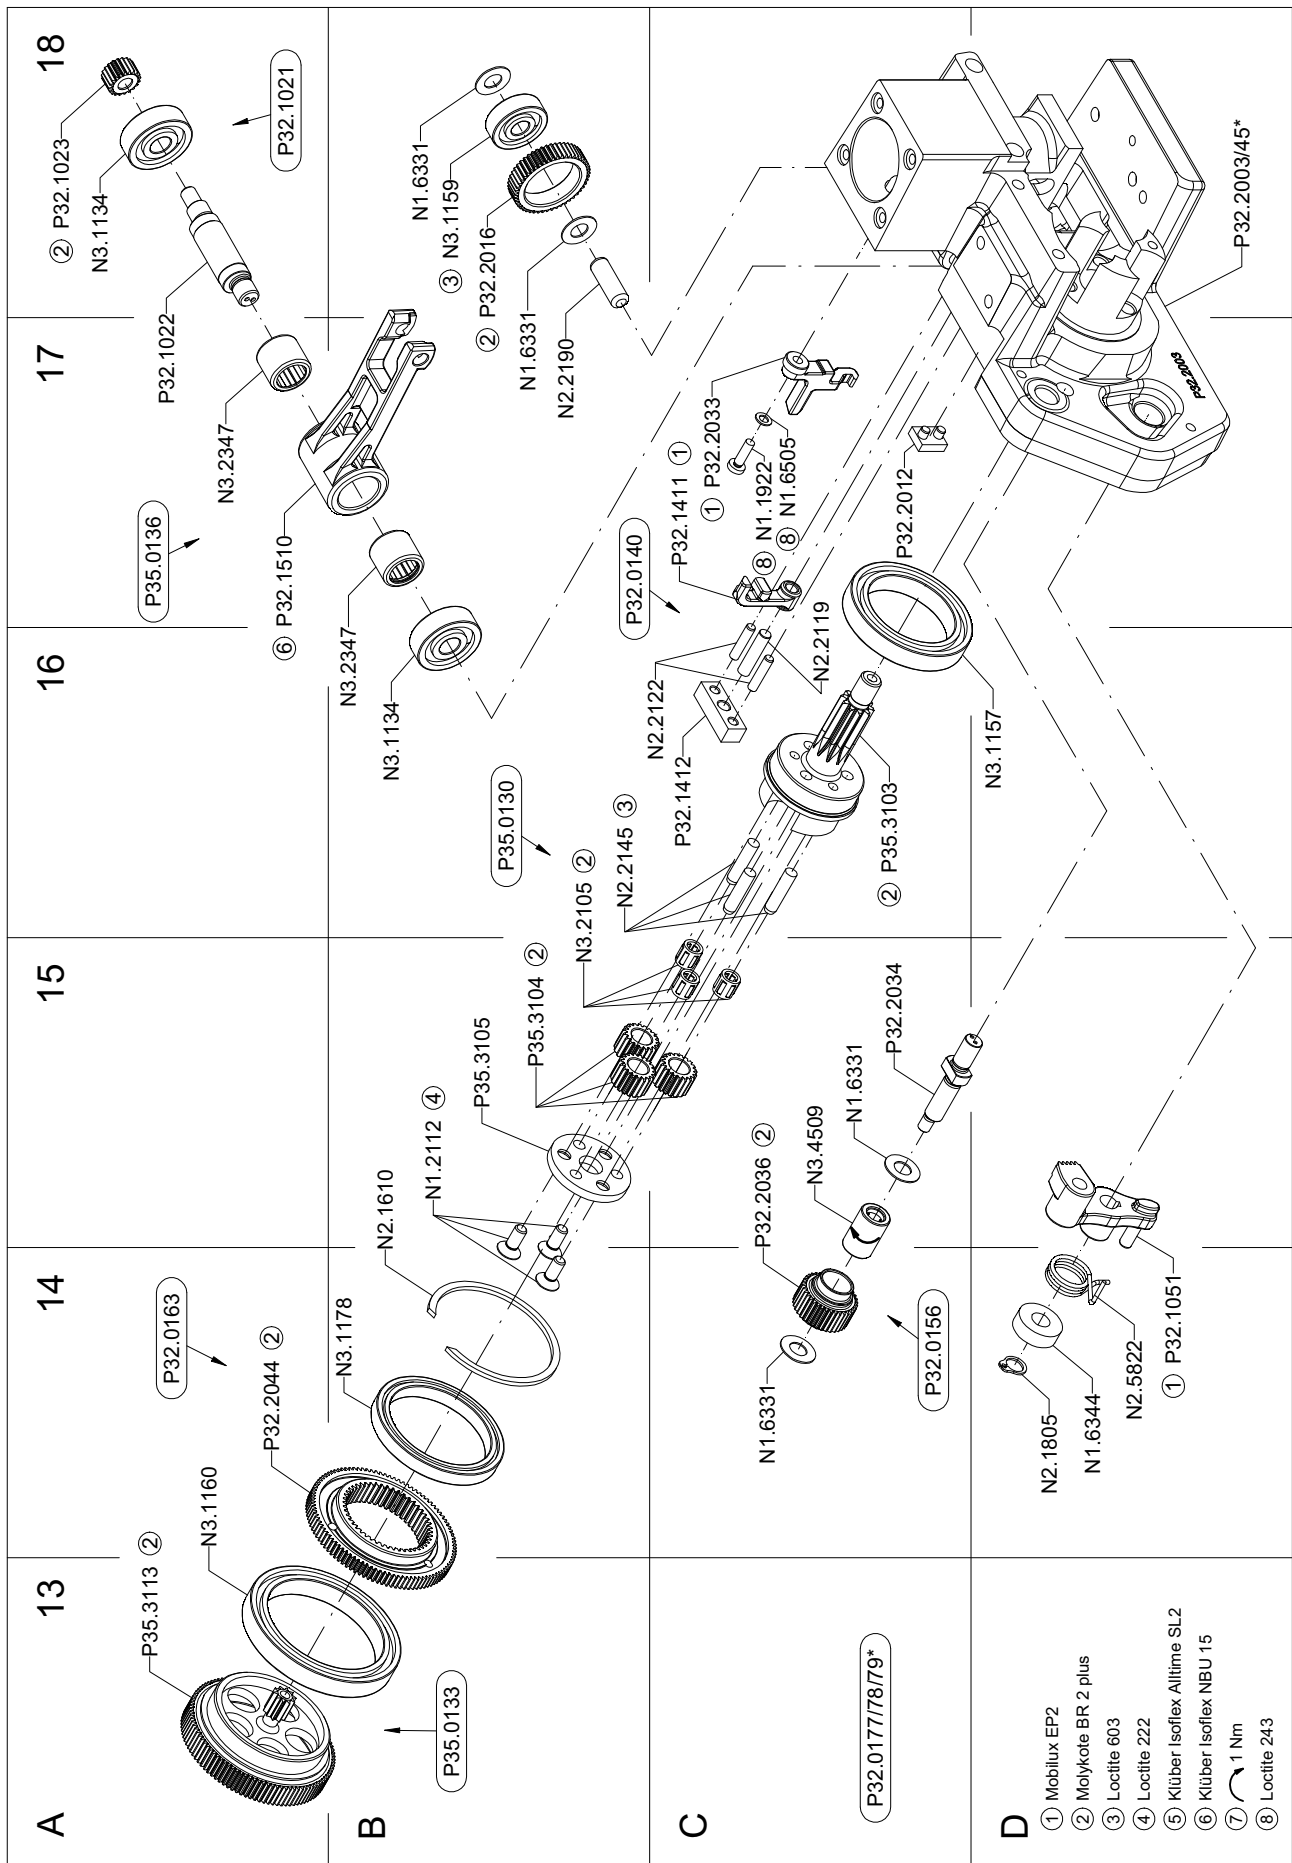 13
14
15
16
17
18
A
P35.3113 ②
N3.1160
P35.0133
P32.0163
P32.2044 ②
N3.1178
N2.1610
N1.2112 ④
P35.3105
P35.3104 ②
N3.2105 ②
N2.2145 ③
P35.0130
P35.0136
⑥ P32.1510
N3.2347
N3.1134
N3.2347
P32.1022
② P32.1023
N3.1134
P32.1021
B
N1.6331
③ N3.1159
② P32.2016
N1.6331
N2.2190
C
P32.0177/78/79*
N1.6331
P32.2036 ②
N3.4509
N1.6331
P32.2034
P32.0156
② P35.3103
N3.1157
P32.1412
N2.2122
N2.2119
P32.0140
P32.1411 ①
① P32.2033
⑧ N1.1922
⑧ N1.6505
P32.2012
P32.2003
P32.2003/45*
D
N2.1805
N1.6344
N2.5822
① P32.1051
① Mobilux EP2
② Molykote BR 2 plus
③ Loctite 603
④ Loctite 222
⑤ Klüber Isoflex Alltime SL2
⑥ Klüber Isoflex NBU 15
⑦ 1 Nm
⑧ Loctite 243